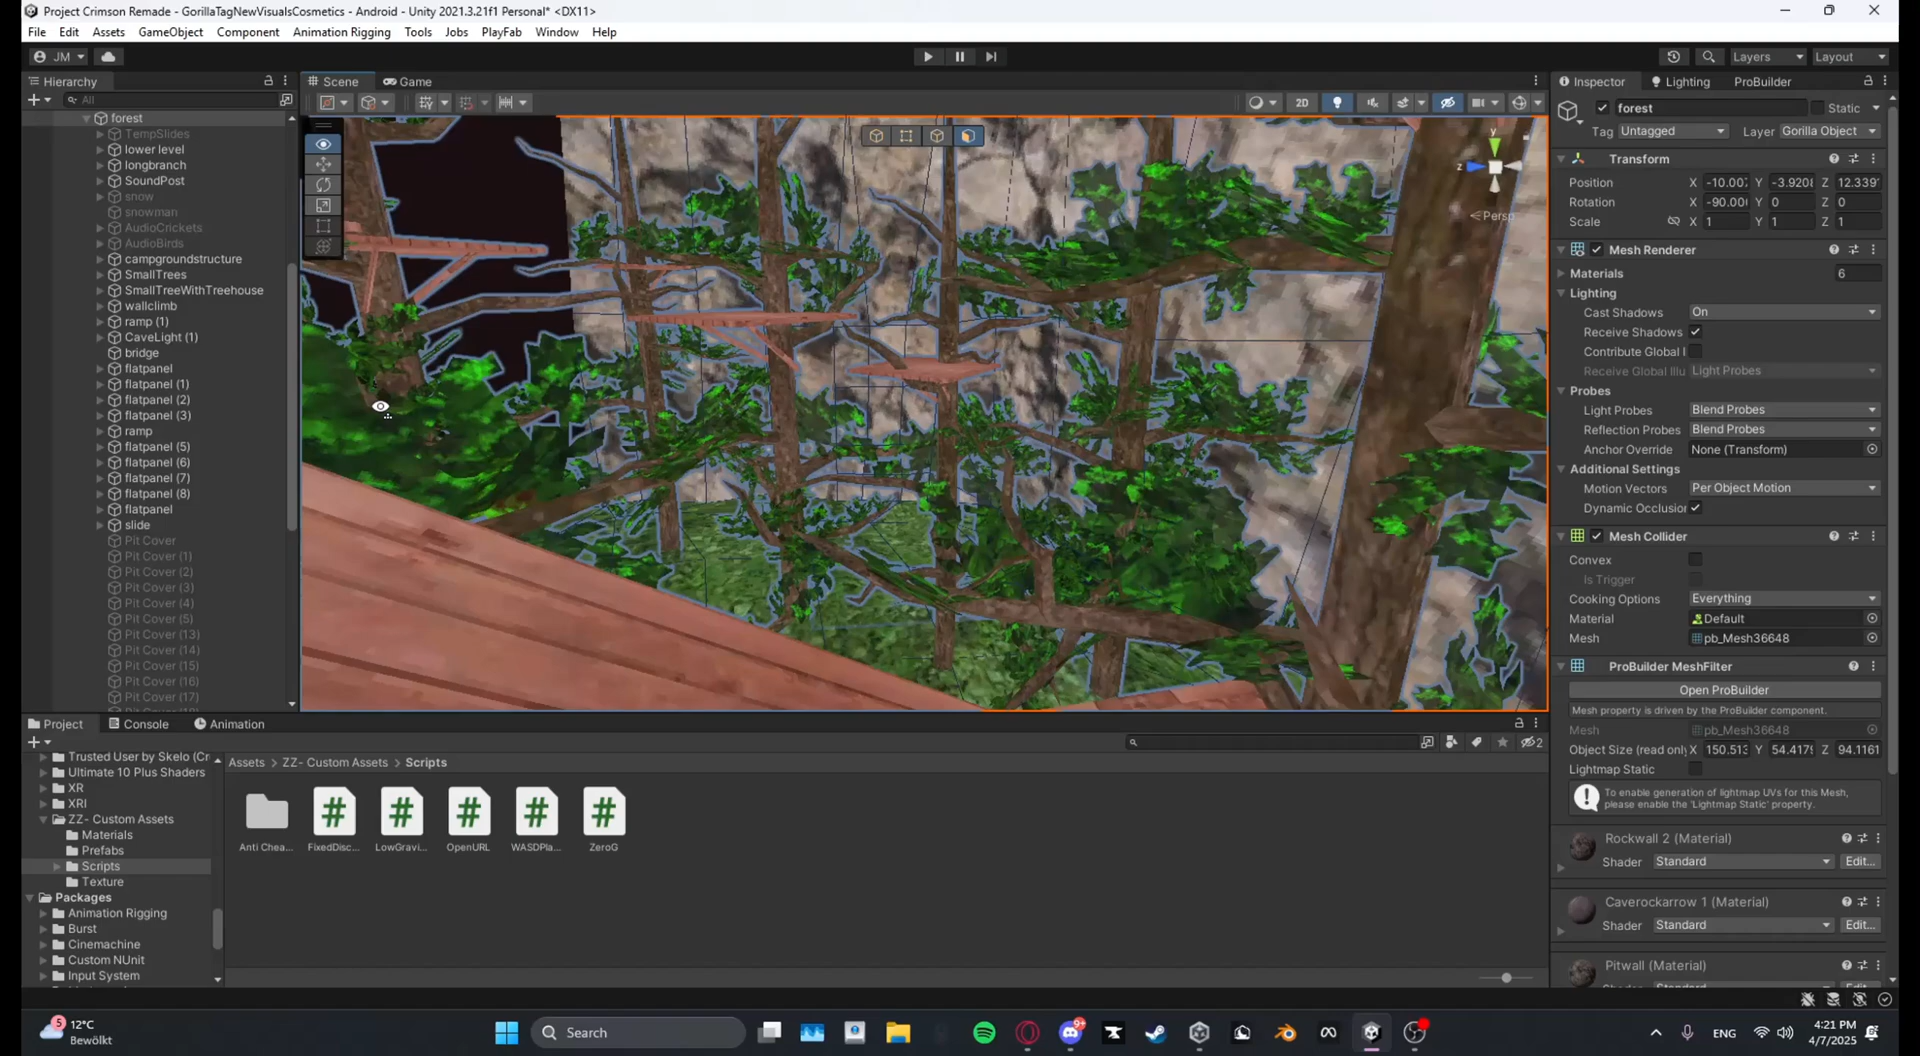 Project Crimson Remade - GorillaTagNewVisualsCosmetics - Android - Unity 2021.3.21f1 Personal* <DX11>
File Edit Assets GameObject Component Animation Rigging Tools Jobs PlayFab Window Help
JM Layers Layout
Hierarchy
All
forest
TempSlides
lower level
longbranch
SoundPost
snow
snowman
AudioCrickets
AudioBirds
campgroundstructure
SmallTrees
SmallTreeWithTreehouse
wallclimb
ramp (1)
CaveLight (1)
bridge
flatpanel
flatpanel (1)
flatpanel (2)
flatpanel (3)
ramp
flatpanel (5)
flatpanel (6)
flatpanel (7)
flatpanel (8)
flatpanel
slide
Pit Cover
Pit Cover (1)
Pit Cover (2)
Pit Cover (3)
Pit Cover (4)
Pit Cover (5)
Pit Cover (13)
Pit Cover (14)
Pit Cover (15)
Pit Cover (16)
Pit Cover (17)
Scene Game
2D
y
z
Persp
Inspector Lighting ProBuilder
forest Static
Tag Untagged Layer Gorilla Object
Transform
Position X -10.00 Y -3.920 Z 12.339
Rotation X -90.00 Y 0 Z 0
Scale X 1 Y 1 Z 1
Mesh Renderer
Materials 6
Lighting
Cast Shadows On
Receive Shadows
Contribute Global I
Receive Global Illu Light Probes
Probes
Light Probes Blend Probes
Reflection Probes Blend Probes
Anchor Override None (Transform)
Additional Settings
Motion Vectors Per Object Motion
Dynamic Occlusion
Mesh Collider
Convex
Is Trigger
Cooking Options Everything
Material Default
Mesh pb_Mesh36648
ProBuilder MeshFilter
Open ProBuilder
Mesh property is driven by the ProBuilder component.
Mesh pb_Mesh36648
Object Size (read only X 150.513 Y 54.4179 Z 94.1161
Lightmap Static
To enable generation of lightmap UVs for this Mesh,
please enable the 'Lightmap Static' property.
Rockwall 2 (Material)
Shader Standard Edit...
Caverockarrow 1 (Material)
Shader Standard Edit...
Pitwall (Material)
Project Console Animation
2
Trusted User by Skelo (Cr
Ultimate 10 Plus Shaders
XR
XRI
ZZ- Custom Assets
Materials
Prefabs
Scripts
Texture
Packages
Animation Rigging
Burst
Cinemachine
Custom NUnit
Input System
Assets > ZZ- Custom Assets > Scripts
Anti Chea... FixedDisc... LowGravi... OpenURL WASDPla... ZeroG
5
12°C
Bewölkt
Search
9+
ENG
4:21 PM
4/7/2025